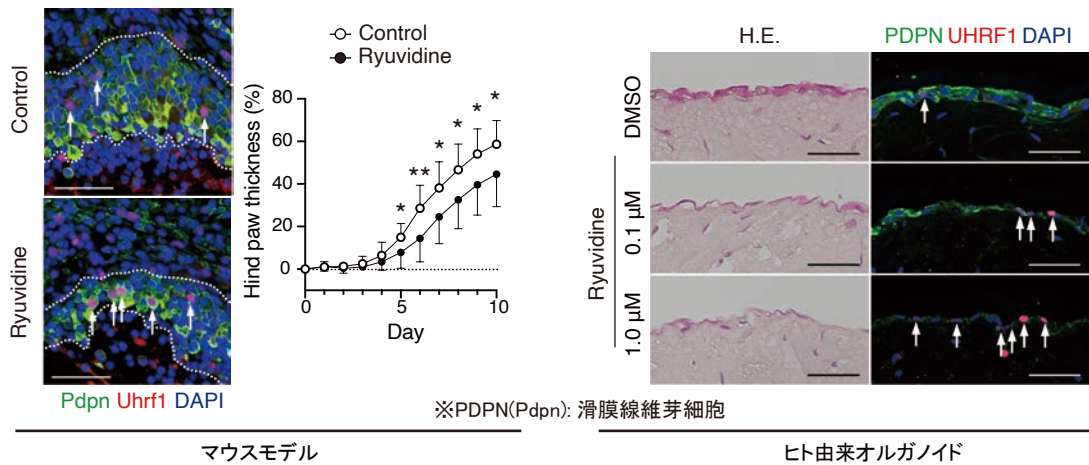 Control
Ryuvidine
Pdpn Uhrf1 DAPI
Control
Ryuvidine
Hind paw thickness (%)
80
60
40
20
0
* ** * * * *
0 5 10
Day
H.E.
PDPN UHRF1 DAPI
DMSO
Ryuvidine
0.1 μM
1.0 μM
※PDPN(Pdpn): 滑膜線維芽細胞
マウスモデル
ヒト由来オルガノイド